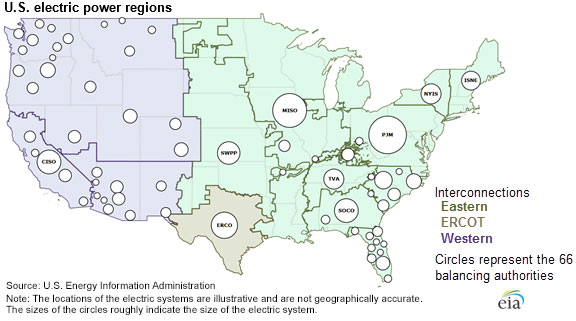 U.S. electric power regions
NYIS
ISNE
MISO
PJM
SWPP
CISO
TVA
SOCO
ERCO
Interconnections
Eastern
ERCOT
Western
Circles represent the 66
balancing authorities
Source: U.S. Energy Information Administration
Note: The locations of the electric systems are illustrative and are not geographically accurate.
The sizes of the circles roughly indicate the size of the electric system.
eia